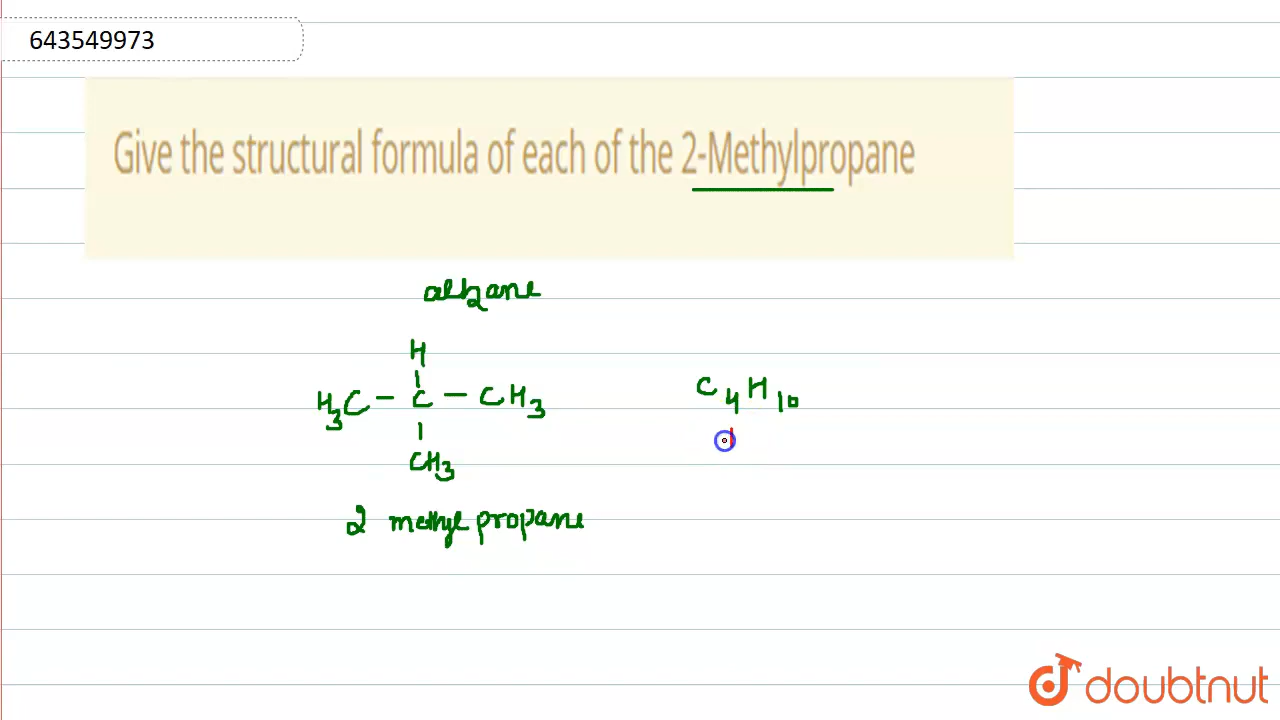 643549973
Give the structural formula of each of the 2-Methylpropane
alkane
H
H3C - C - CH3
CH3
C4H10
2 methyl propane
doubtnut